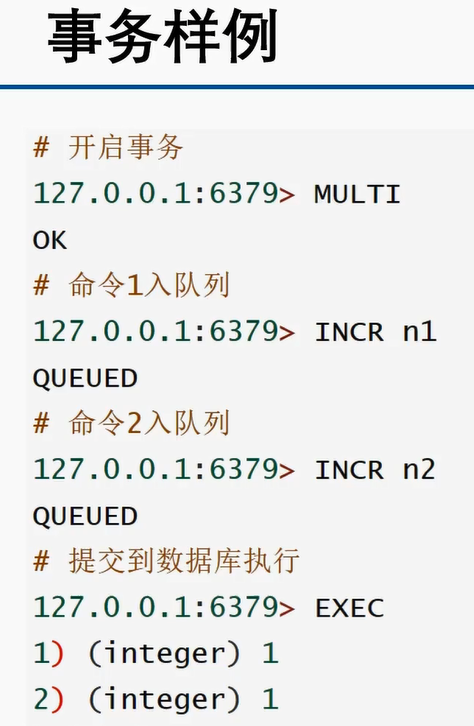 事务样例
# 开启事务
127.0.0.1:6379> MULTI
OK
# 命令1入队列
127.0.0.1:6379> INCR n1
QUEUED
# 命令2入队列
127.0.0.1:6379> INCR n2
QUEUED
# 提交到数据库执行
127.0.0.1:6379> EXEC
1) (integer) 1
2) (integer) 1